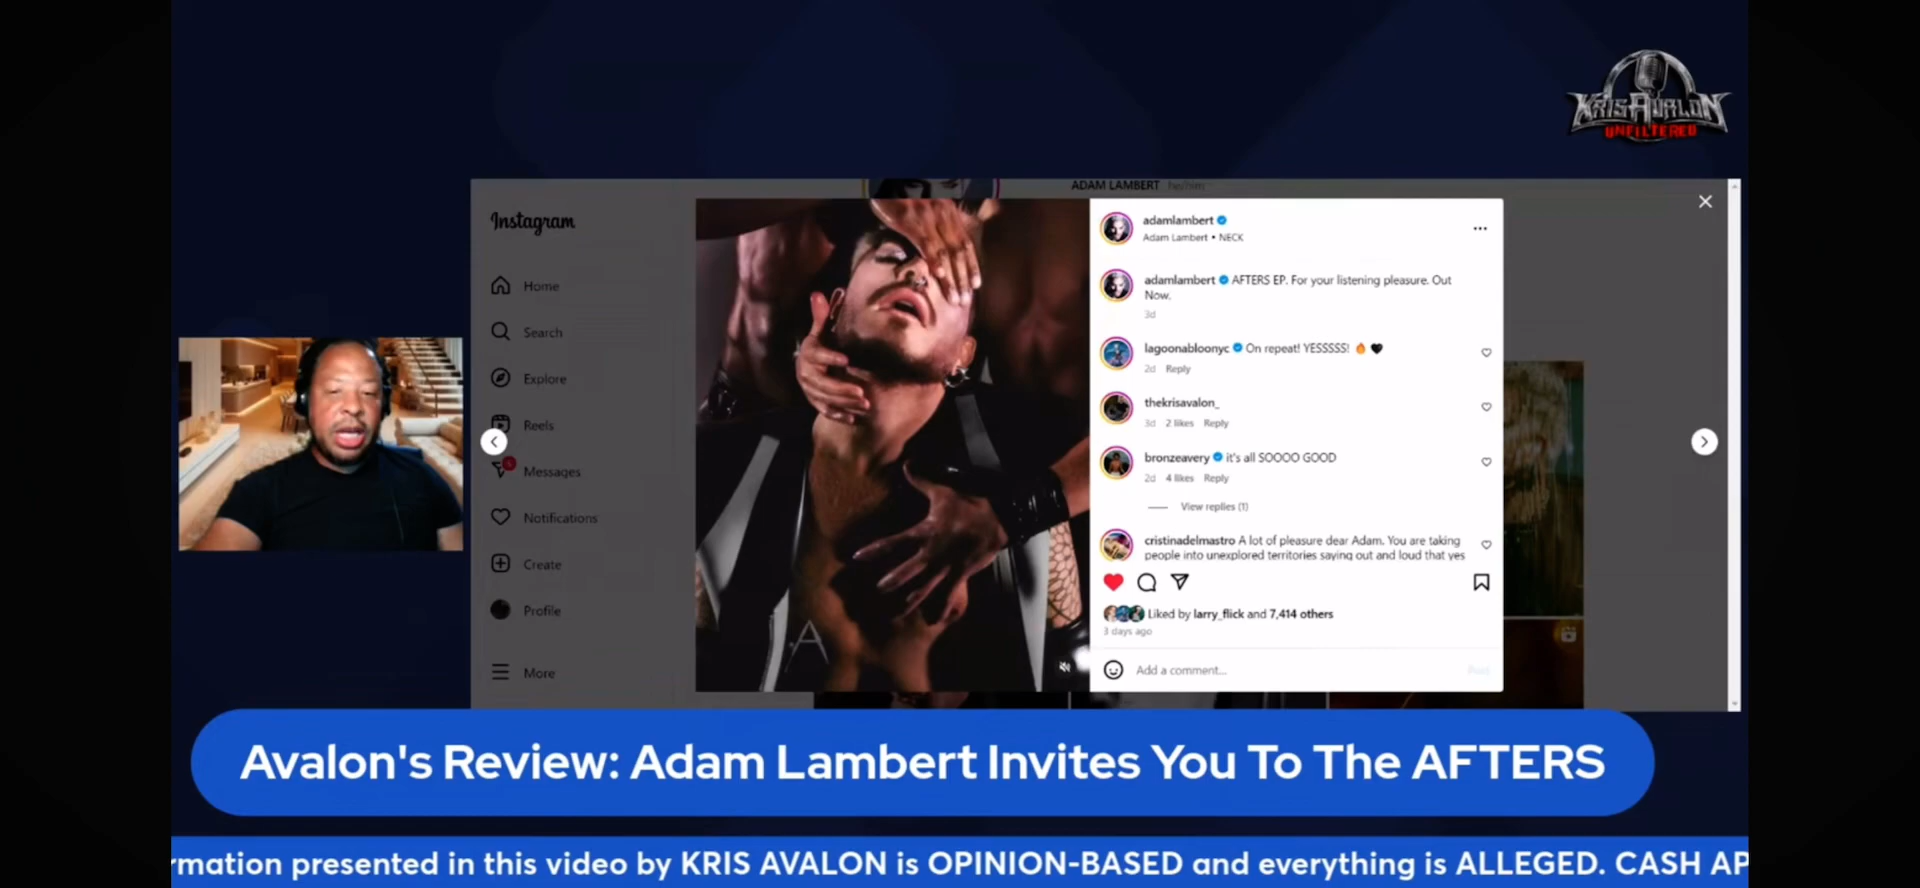 KRIS AVALON
UNFILTERED
ADAM LAMBERT he/him
Instagram
Home
Search
Explore
Reels
Messages
Notifications
Create
Profile
More
A
adamlambert
Adam Lambert • NECK
adamlambert AFTERS EP. For your listening pleasure. Out
Now.
3d
lagoonabloonyc On repeat! YESSSSS! 🔥 🖤
2d Reply
thekrisavalon_
3d 2 likes Reply
bronzeavery it's all SOOOO GOOD
2d 4 likes Reply
View replies (1)
cristinadelmastro A lot of pleasure dear Adam. You are taking
people into unexplored territories saying out and loud that yes
Liked by larry_flick and 7,414 others
3 days ago
Add a comment...
Post
Avalon's Review: Adam Lambert Invites You To The AFTERS
rmation presented in this video by KRIS AVALON is OPINION-BASED and everything is ALLEGED. CASH AP